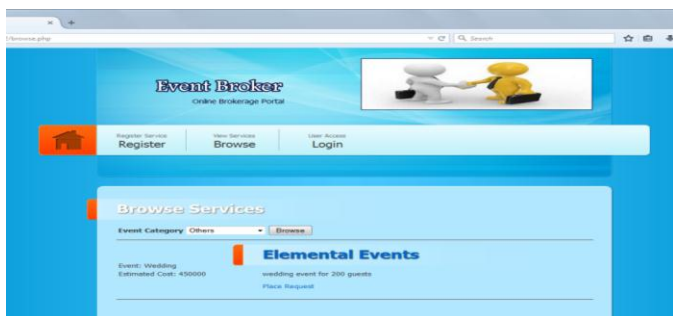 /browse.php
Search
Event Broker
Online Brokerage Portal
Register Service
Register
View Services
Browse
User Access
Login
Browse Services
Event Category Others Browse
Elemental Events
Event: Wedding
Estimated Cost: 450000
wedding event for 200 guests
Place Request